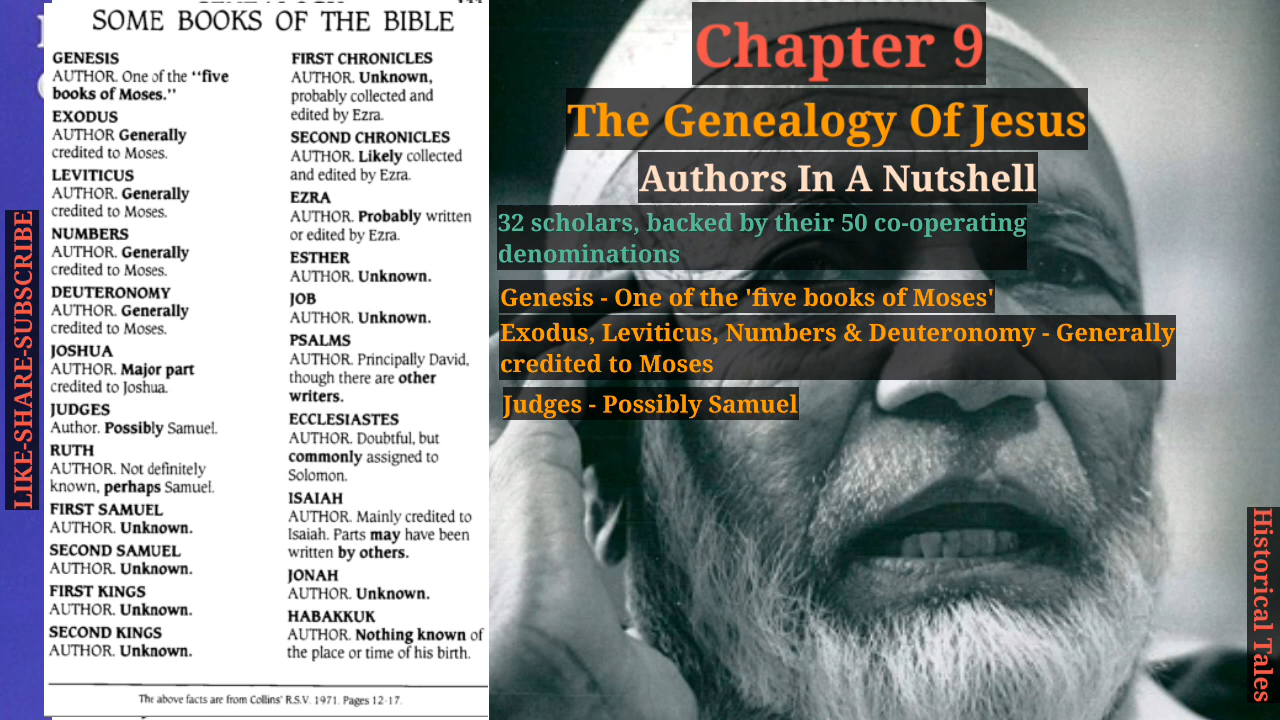 SOME BOOKS OF THE BIBLE
GENESIS
AUTHOR. One of the “five
books of Moses.”
EXODUS
AUTHOR Generally
credited to Moses.
LEVITICUS
AUTHOR. Generally
credited to Moses.
NUMBERS
AUTHOR. Generally
credited to Moses.
DEUTERONOMY
AUTHOR. Generally
credited to Moses.
JOSHUA
AUTHOR. Major part
credited to Joshua.
JUDGES
Author. Possibly Samuel.
RUTH
AUTHOR. Not definitely
known, perhaps Samuel.
FIRST SAMUEL
AUTHOR. Unknown.
SECOND SAMUEL
AUTHOR. Unknown.
FIRST KINGS
AUTHOR. Unknown.
SECOND KINGS
AUTHOR. Unknown.
FIRST CHRONICLES
AUTHOR. Unknown,
probably collected and
edited by Ezra.
SECOND CHRONICLES
AUTHOR. Likely collected
and edited by Ezra.
EZRA
AUTHOR. Probably written
or edited by Ezra.
ESTHER
AUTHOR. Unknown.
JOB
AUTHOR. Unknown.
PSALMS
AUTHOR. Principally David,
though there are other
writers.
ECCLESIASTES
AUTHOR. Doubtful, but
commonly assigned to
Solomon.
ISAIAH
AUTHOR. Mainly credited to
Isaiah. Parts may have been
written by others.
JONAH
AUTHOR. Unknown.
HABAKKUK
AUTHOR. Nothing known of
the place or time of his birth.
The above facts are from Collins' R.S.V. 1971. Pages 12-17.
Chapter 9
The Genealogy Of Jesus
Authors In A Nutshell
32 scholars, backed by their 50 co-operating
denominations
Genesis - One of the 'five books of Moses'
Exodus, Leviticus, Numbers & Deuteronomy - Generally
credited to Moses
Judges - Possibly Samuel
LIKE-SHARE-SUBSCRIBE
Historical Tales